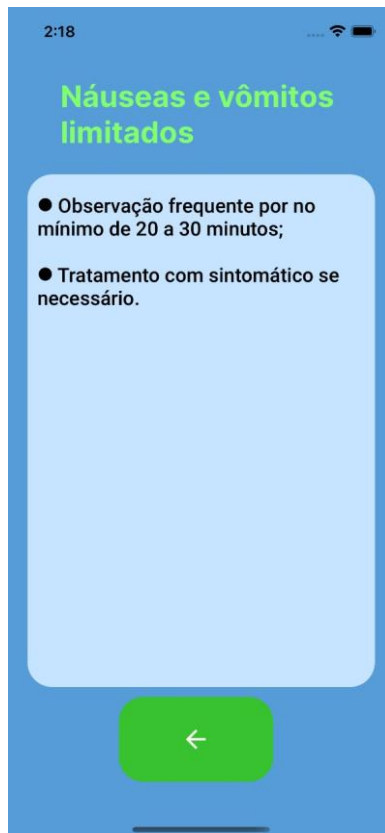 2:18
Náuseas e vômitos
limitados
● Observação frequente por no
mínimo de 20 a 30 minutos;
● Tratamento com sintomático se
necessário.